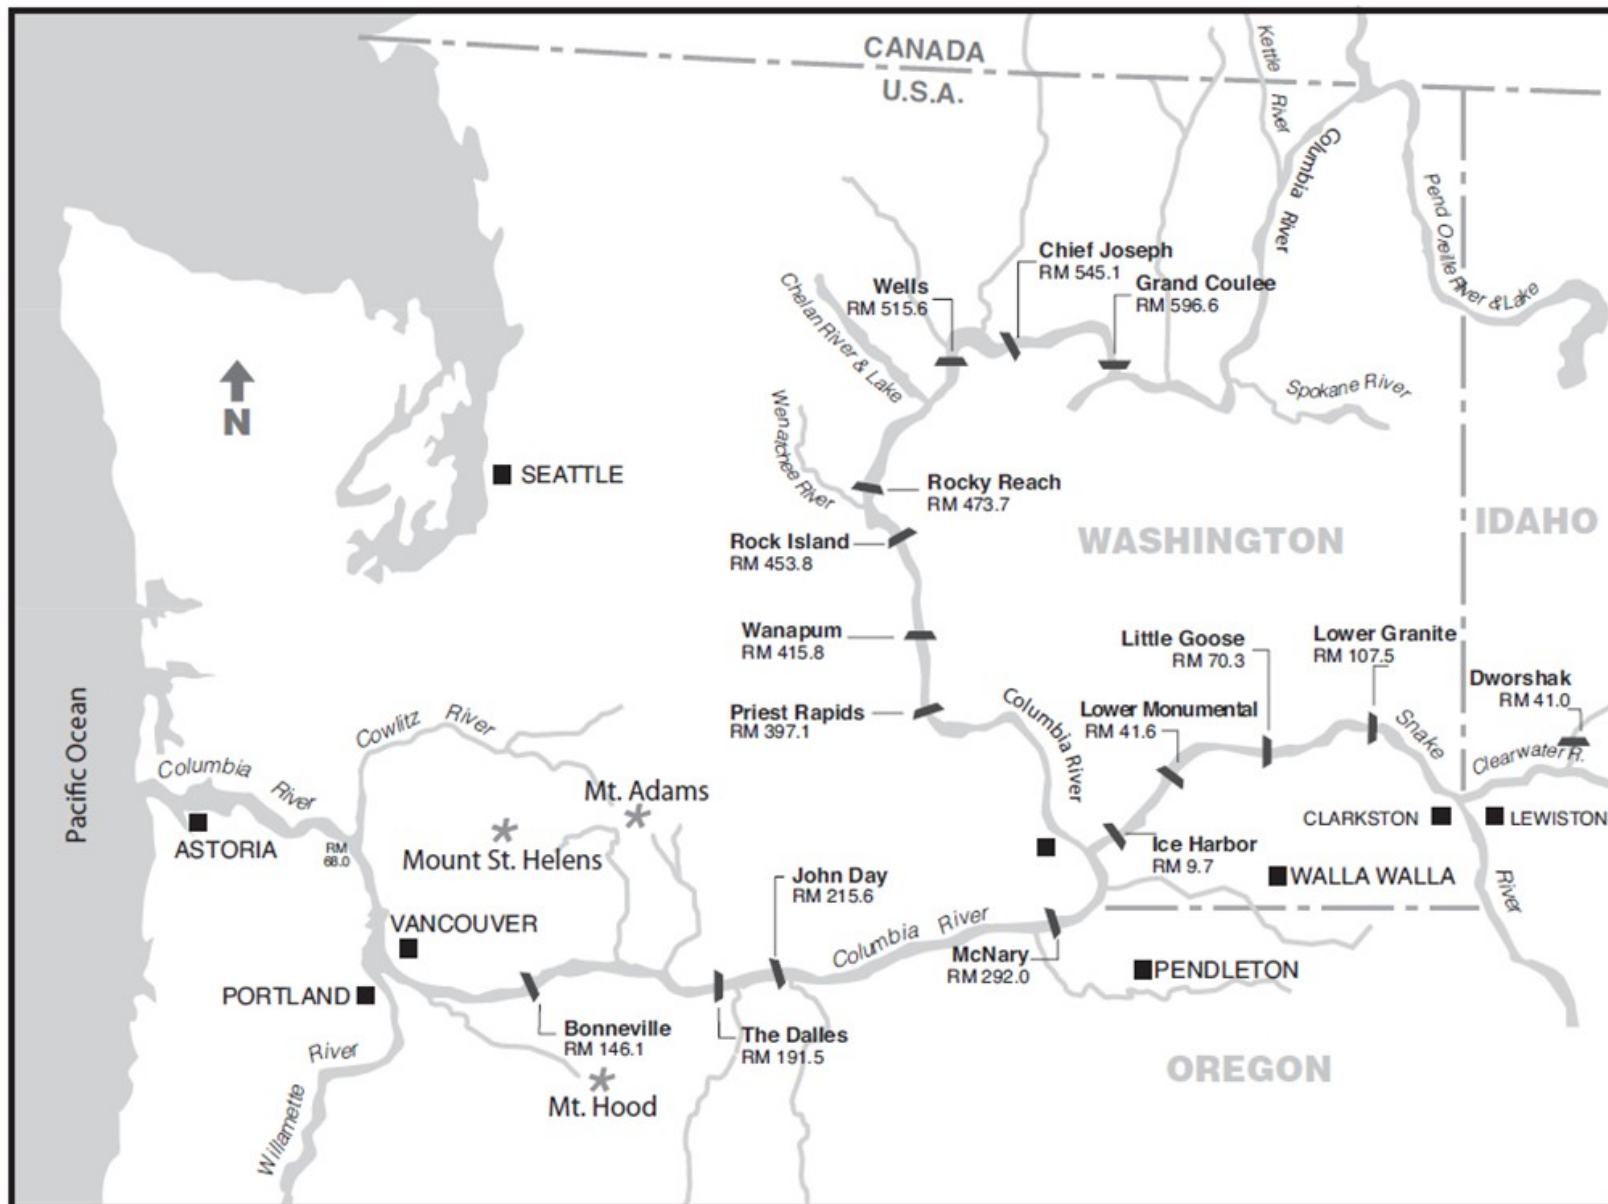 CANADA
U.S.A.
Kettle
River
Columbia River
Pend Oreille River & Lake
Chief Joseph
RM 545.1
Wells
RM 515.6
Grand Coulee
RM 596.6
Chelan River & Lake
Spokane River
Wenatchee River
N
SEATTLE
Rocky Reach
RM 473.7
Rock Island
RM 453.8
WASHINGTON
IDAHO
Wanapum
RM 415.8
Little Goose
RM 70.3
Lower Granite
RM 107.5
Dworshak
RM 41.0
Priest Rapids
RM 397.1
Columbia River
Lower Monumental
RM 41.6
Snake
River
Clearwater R.
Pacific Ocean
Cowlitz River
Columbia River
Mt. Adams
Mount St. Helens
ASTORIA
RM
68.0
CLARKSTON
LEWISTON
Ice Harbor
RM 9.7
WALLA WALLA
John Day
RM 215.6
Columbia River
VANCOUVER
McNary
RM 292.0
PENDLETON
PORTLAND
Bonneville
RM 146.1
The Dalles
RM 191.5
OREGON
Willamette River
Mt. Hood